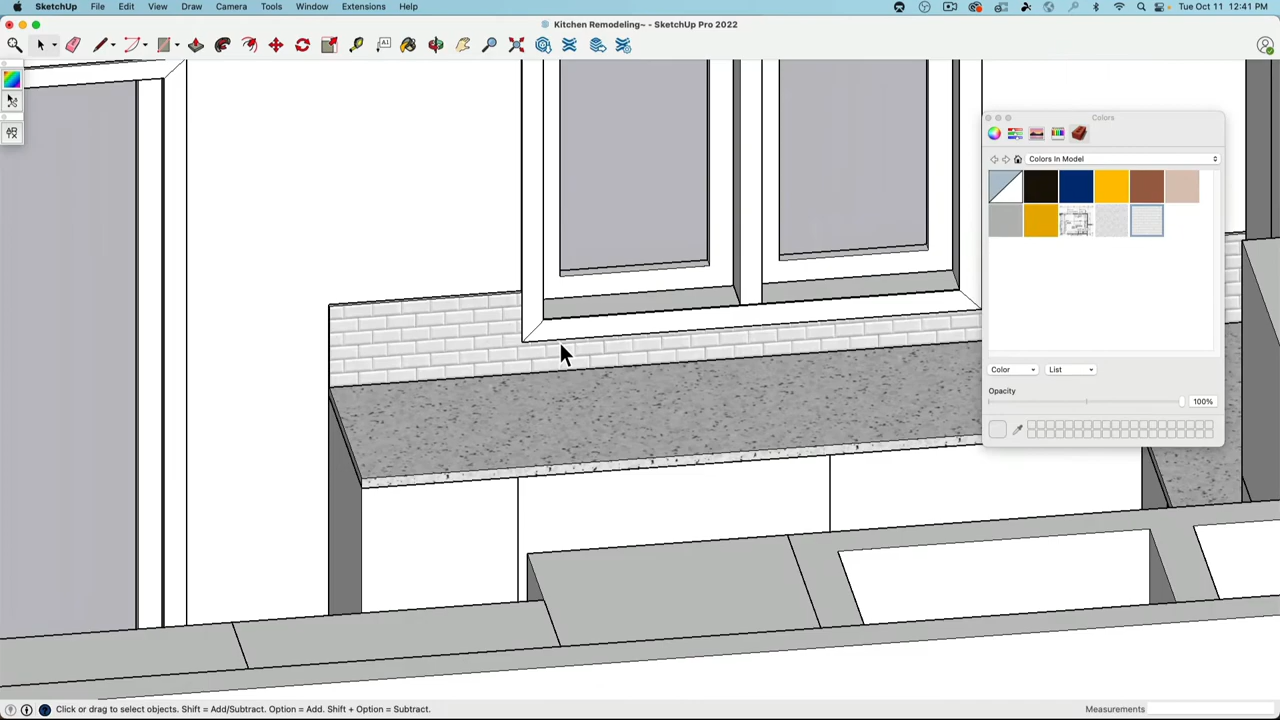 SketchUp File Edit View Draw Camera Tools Window Extensions Help Tue Oct 11 12:41 PM
Kitchen Remodeling~ - SketchUp Pro 2022
A1
Colors
Colors In Model
Color List
Opacity
100%
Click or drag to select objects. Shift = Add/Subtract. Option = Add. Shift + Option = Subtract. Measurements